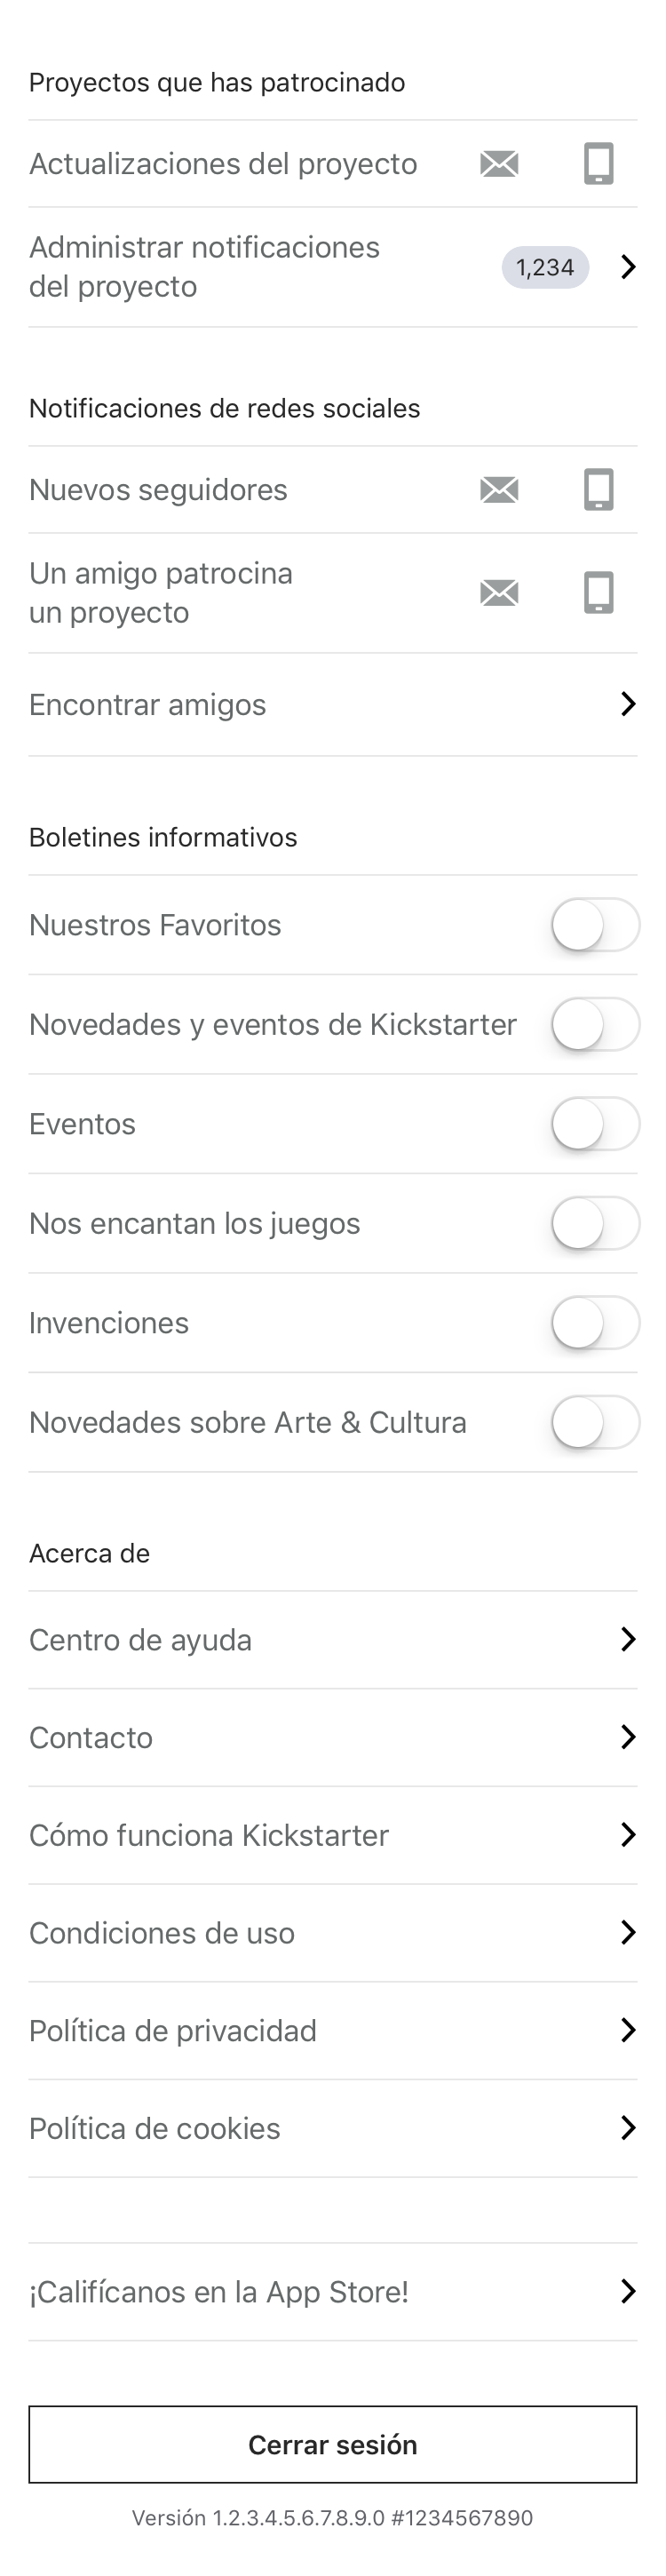 Proyectos que has patrocinado
Actualizaciones del proyecto
Administrar notificaciones
del proyecto
1,234
Notificaciones de redes sociales
Nuevos seguidores
Un amigo patrocina
un proyecto
Encontrar amigos
Boletines informativos
Nuestros Favoritos
Novedades y eventos de Kickstarter
Eventos
Nos encantan los juegos
Invenciones
Novedades sobre Arte & Cultura
Acerca de
Centro de ayuda
Contacto
Cómo funciona Kickstarter
Condiciones de uso
Política de privacidad
Política de cookies
¡Califícanos en la App Store!
Cerrar sesión
Versión 1.2.3.4.5.6.7.8.9.0 #1234567890